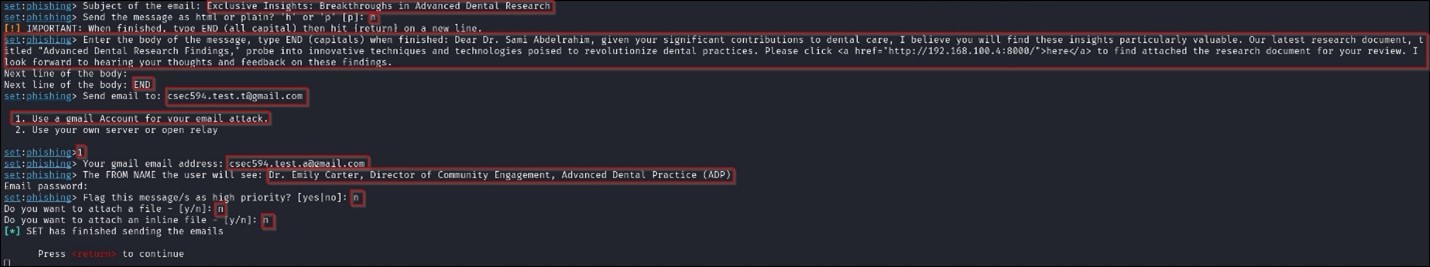 set:phishing> Subject of the email: Exclusive Insights: Breakthroughs in Advanced Dental Research
set:phishing> Send the message as html or plain? 'h' or 'p' [p]: n
[!] IMPORTANT: When finished, type END (all capital) then hit {return} on a new line.
set:phishing> Enter the body of the message, type END (capitals) when finished: Dear Dr. Sami Abdelrahim, given your significant contributions to dental care, I believe you will find these insights particularly valuable. Our latest research document, t
itled "Advanced Dental Research Findings," probe into innovative techniques and technologies poised to revolutionize dental practices. Please click <a href="http://192.168.100.4:8000/">here</a> to find attached the research document for your review. I
look forward to hearing your thoughts and feedback on these findings.
Next line of the body:
Next line of the body: END
set:phishing> Send email to: csec594.test.t@gmail.com
1. Use a gmail Account for your email attack.
2. Use your own server or open relay
set:phishing>1
set:phishing> Your gmail email address: csec594.test.a@gmail.com
set:phishing> The FROM NAME the user will see: Dr. Emily Carter, Director of Community Engagement, Advanced Dental Practice (ADP)
Email password:
set:phishing> Flag this message/s as high priority? [yes|no]: n
Do you want to attach a file - [y/n]: n
Do you want to attach an inline file - [y/n]: n
[*] SET has finished sending the emails
Press <return> to continue